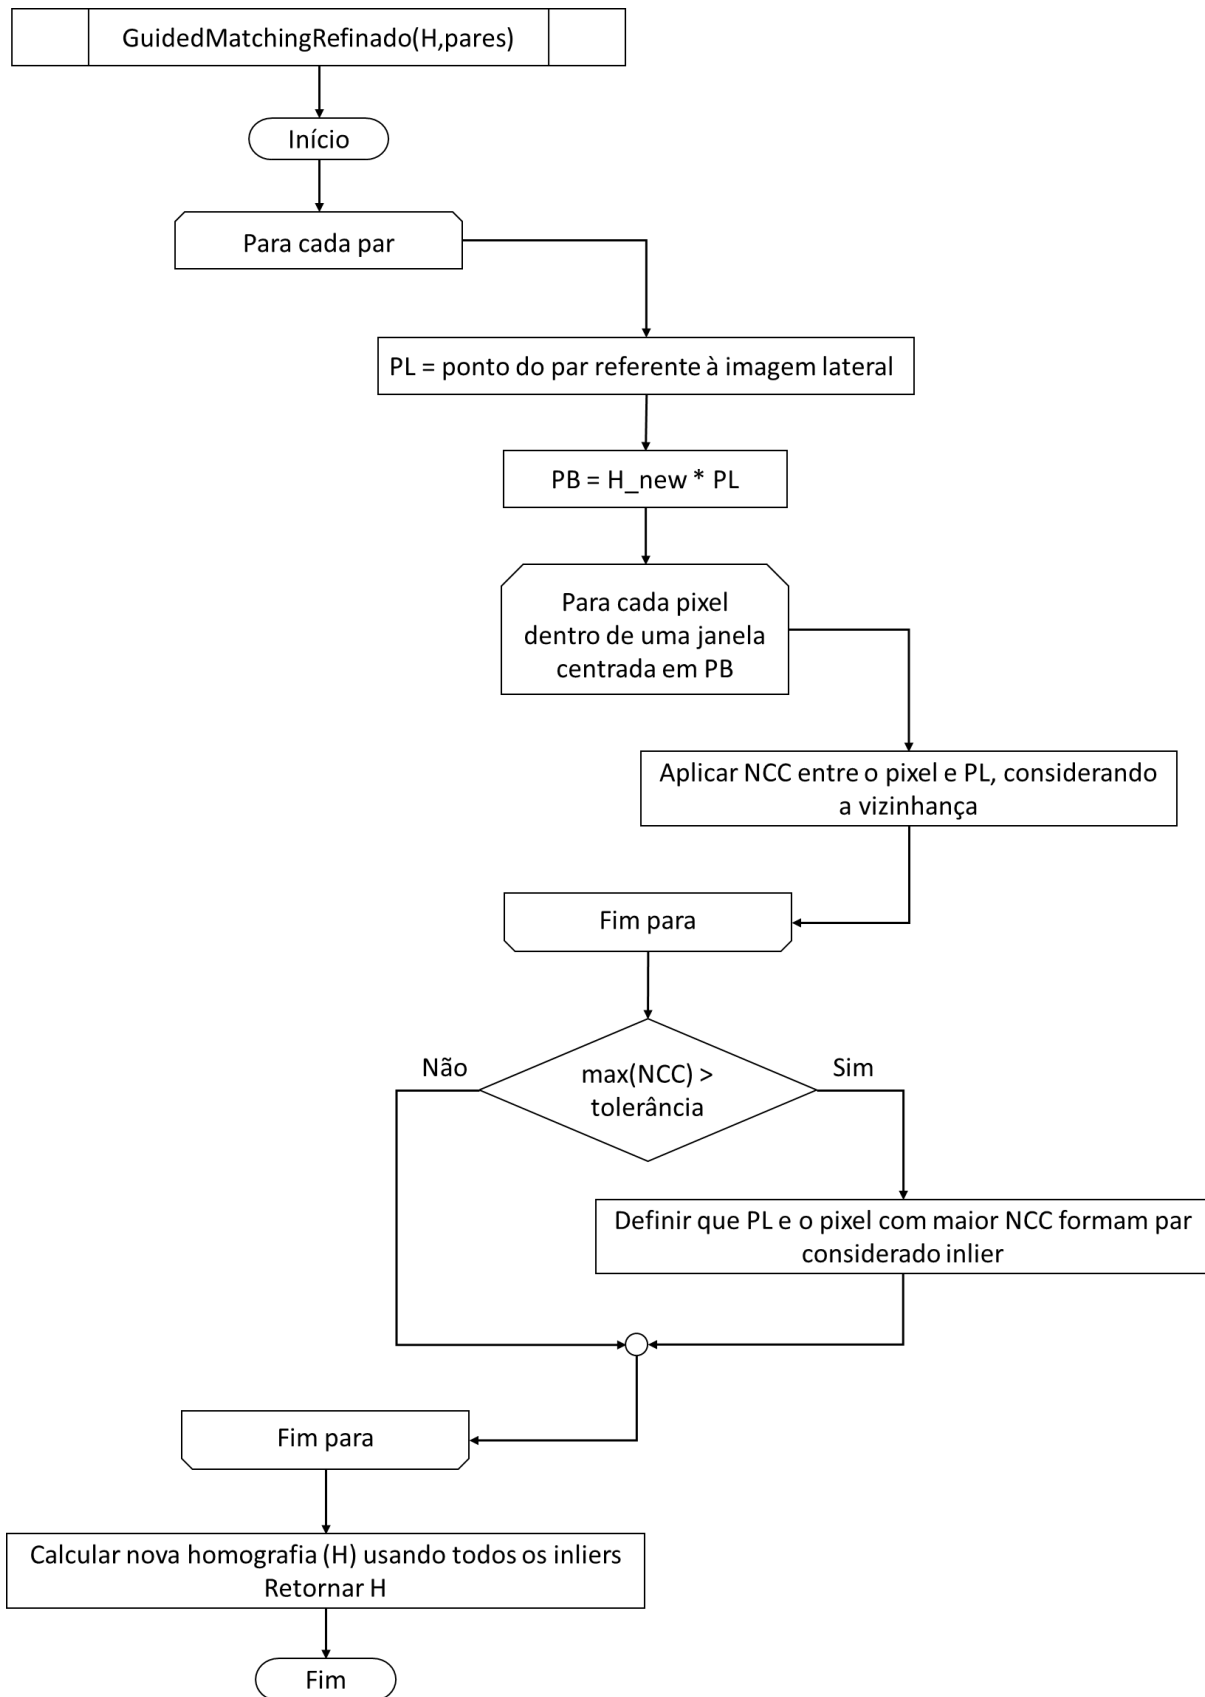 GuidedMatchingRefinado(H,pares)
Início
Para cada par
PL = ponto do par referente à imagem lateral
PB = H_new * PL
Para cada pixel
dentro de uma janela
centrada em PB
Aplicar NCC entre o pixel e PL, considerando
a vizinhança
Fim para
Não
max(NCC) >
tolerância
Sim
Definir que PL e o pixel com maior NCC formam par
considerado inlier
Fim para
Calcular nova homografia (H) usando todos os inliers
Retornar H
Fim